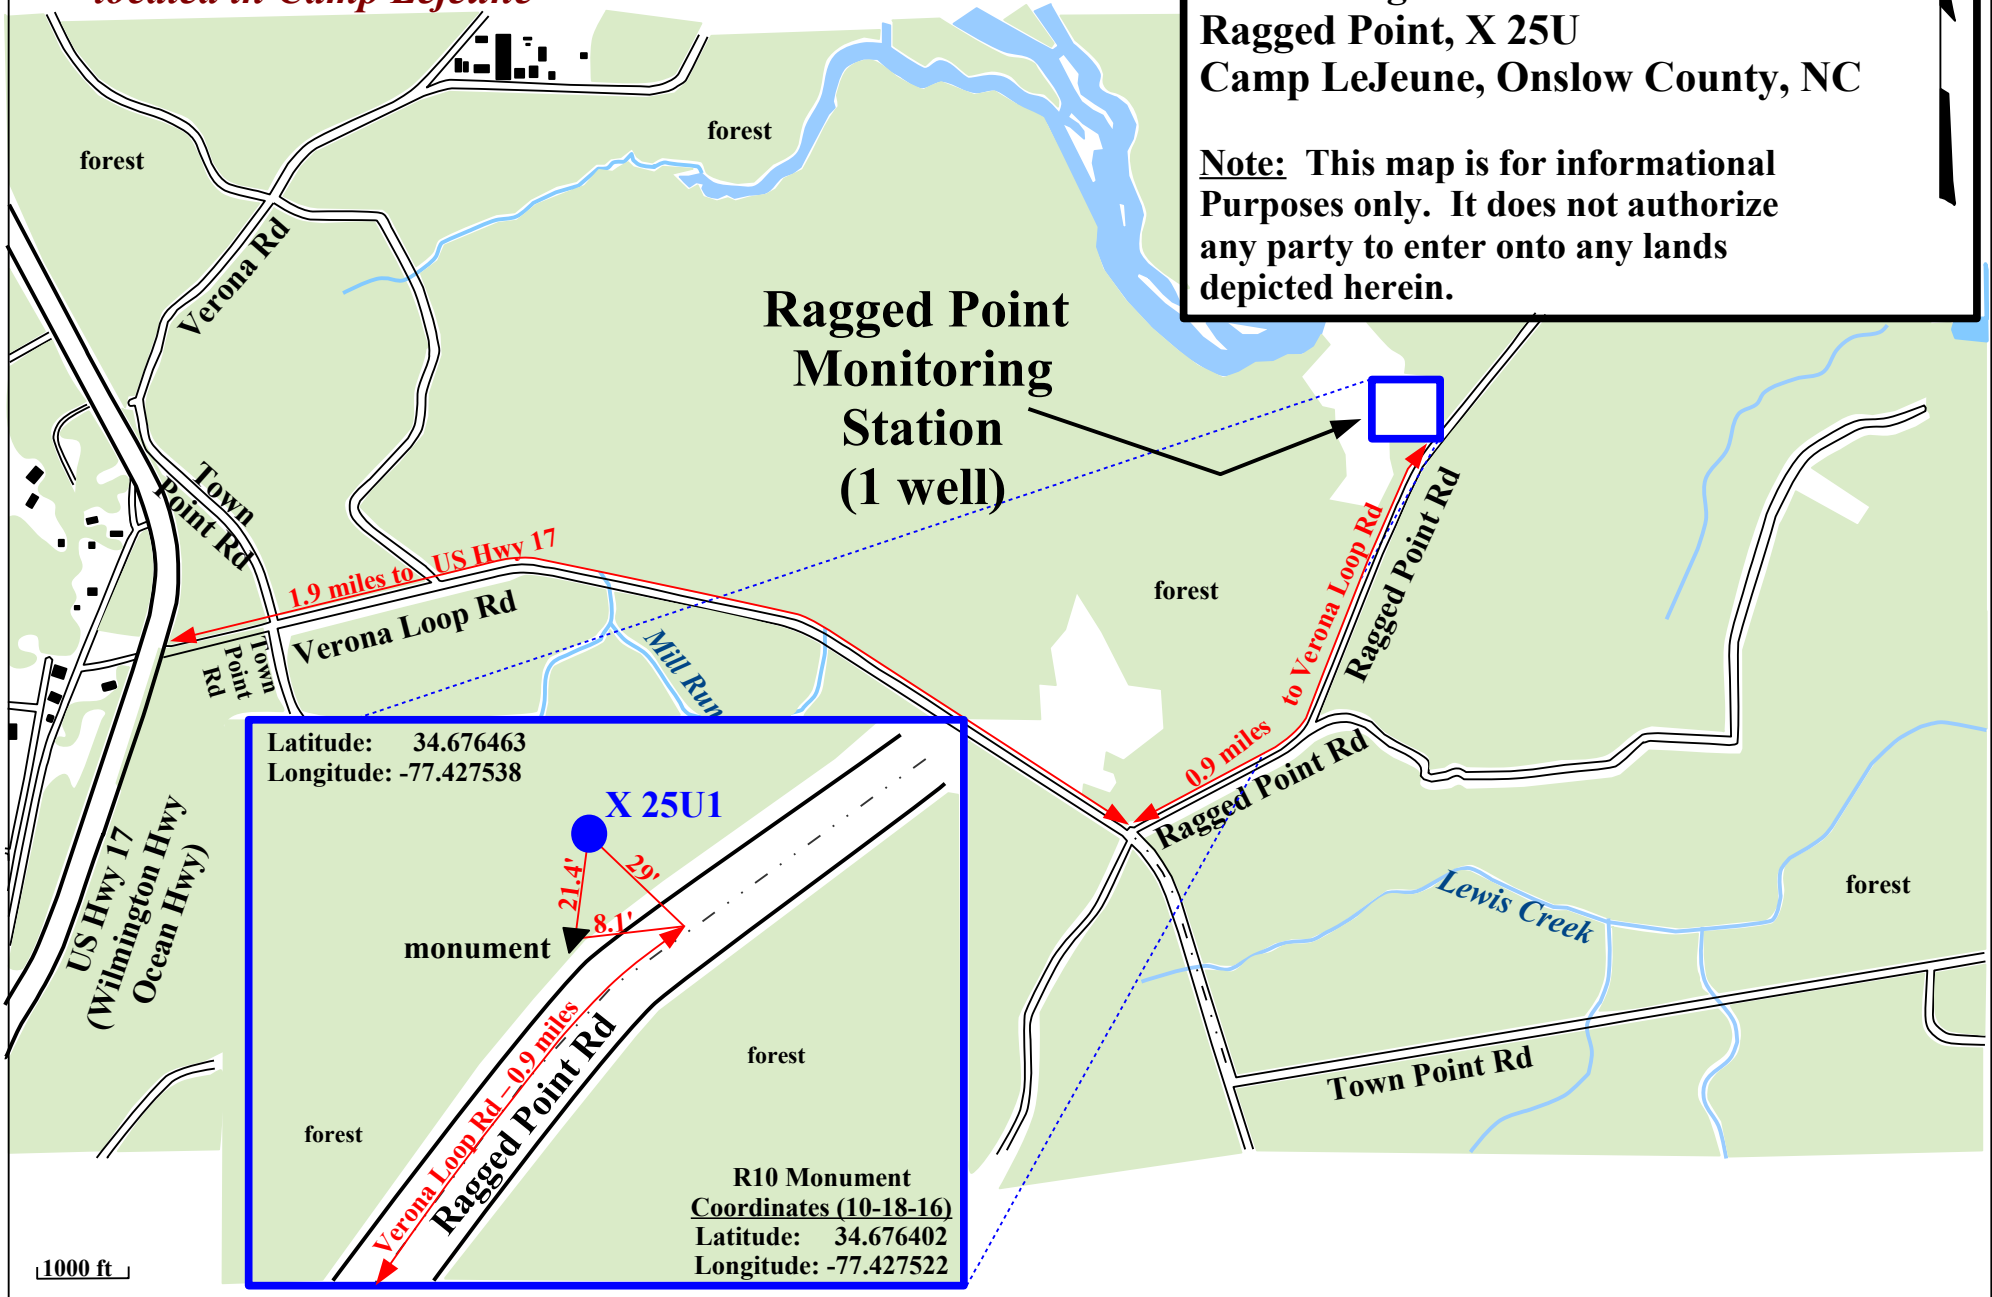 located in Camp Lejeune
Ragged Point, X 25U
Camp LeJeune, Onslow County, NC
Note: This map is for informational
Purposes only. It does not authorize
any party to enter onto any lands
depicted herein.
forest
forest
Verona Rd
Ragged Point
Monitoring
Station
(1 well)
Town
Point Rd
1.9 miles to US Hwy 17
Verona Loop Rd
Town
Point
Rd
Mill Run
forest
to Verona Loop Rd
0.9 miles
Ragged Point Rd
Ragged Point Rd
Lewis Creek
forest
Town Point Rd
US Hwy 17
(Wilmington Hwy
Ocean Hwy)
Latitude: 34.676463
Longitude: -77.427538
X 25U1
21.4'
29'
8.1'
monument
Verona Loop Rd – 0.9 miles
Ragged Point Rd
forest
forest
R10 Monument
Coordinates (10-18-16)
Latitude: 34.676402
Longitude: -77.427522
1000 ft